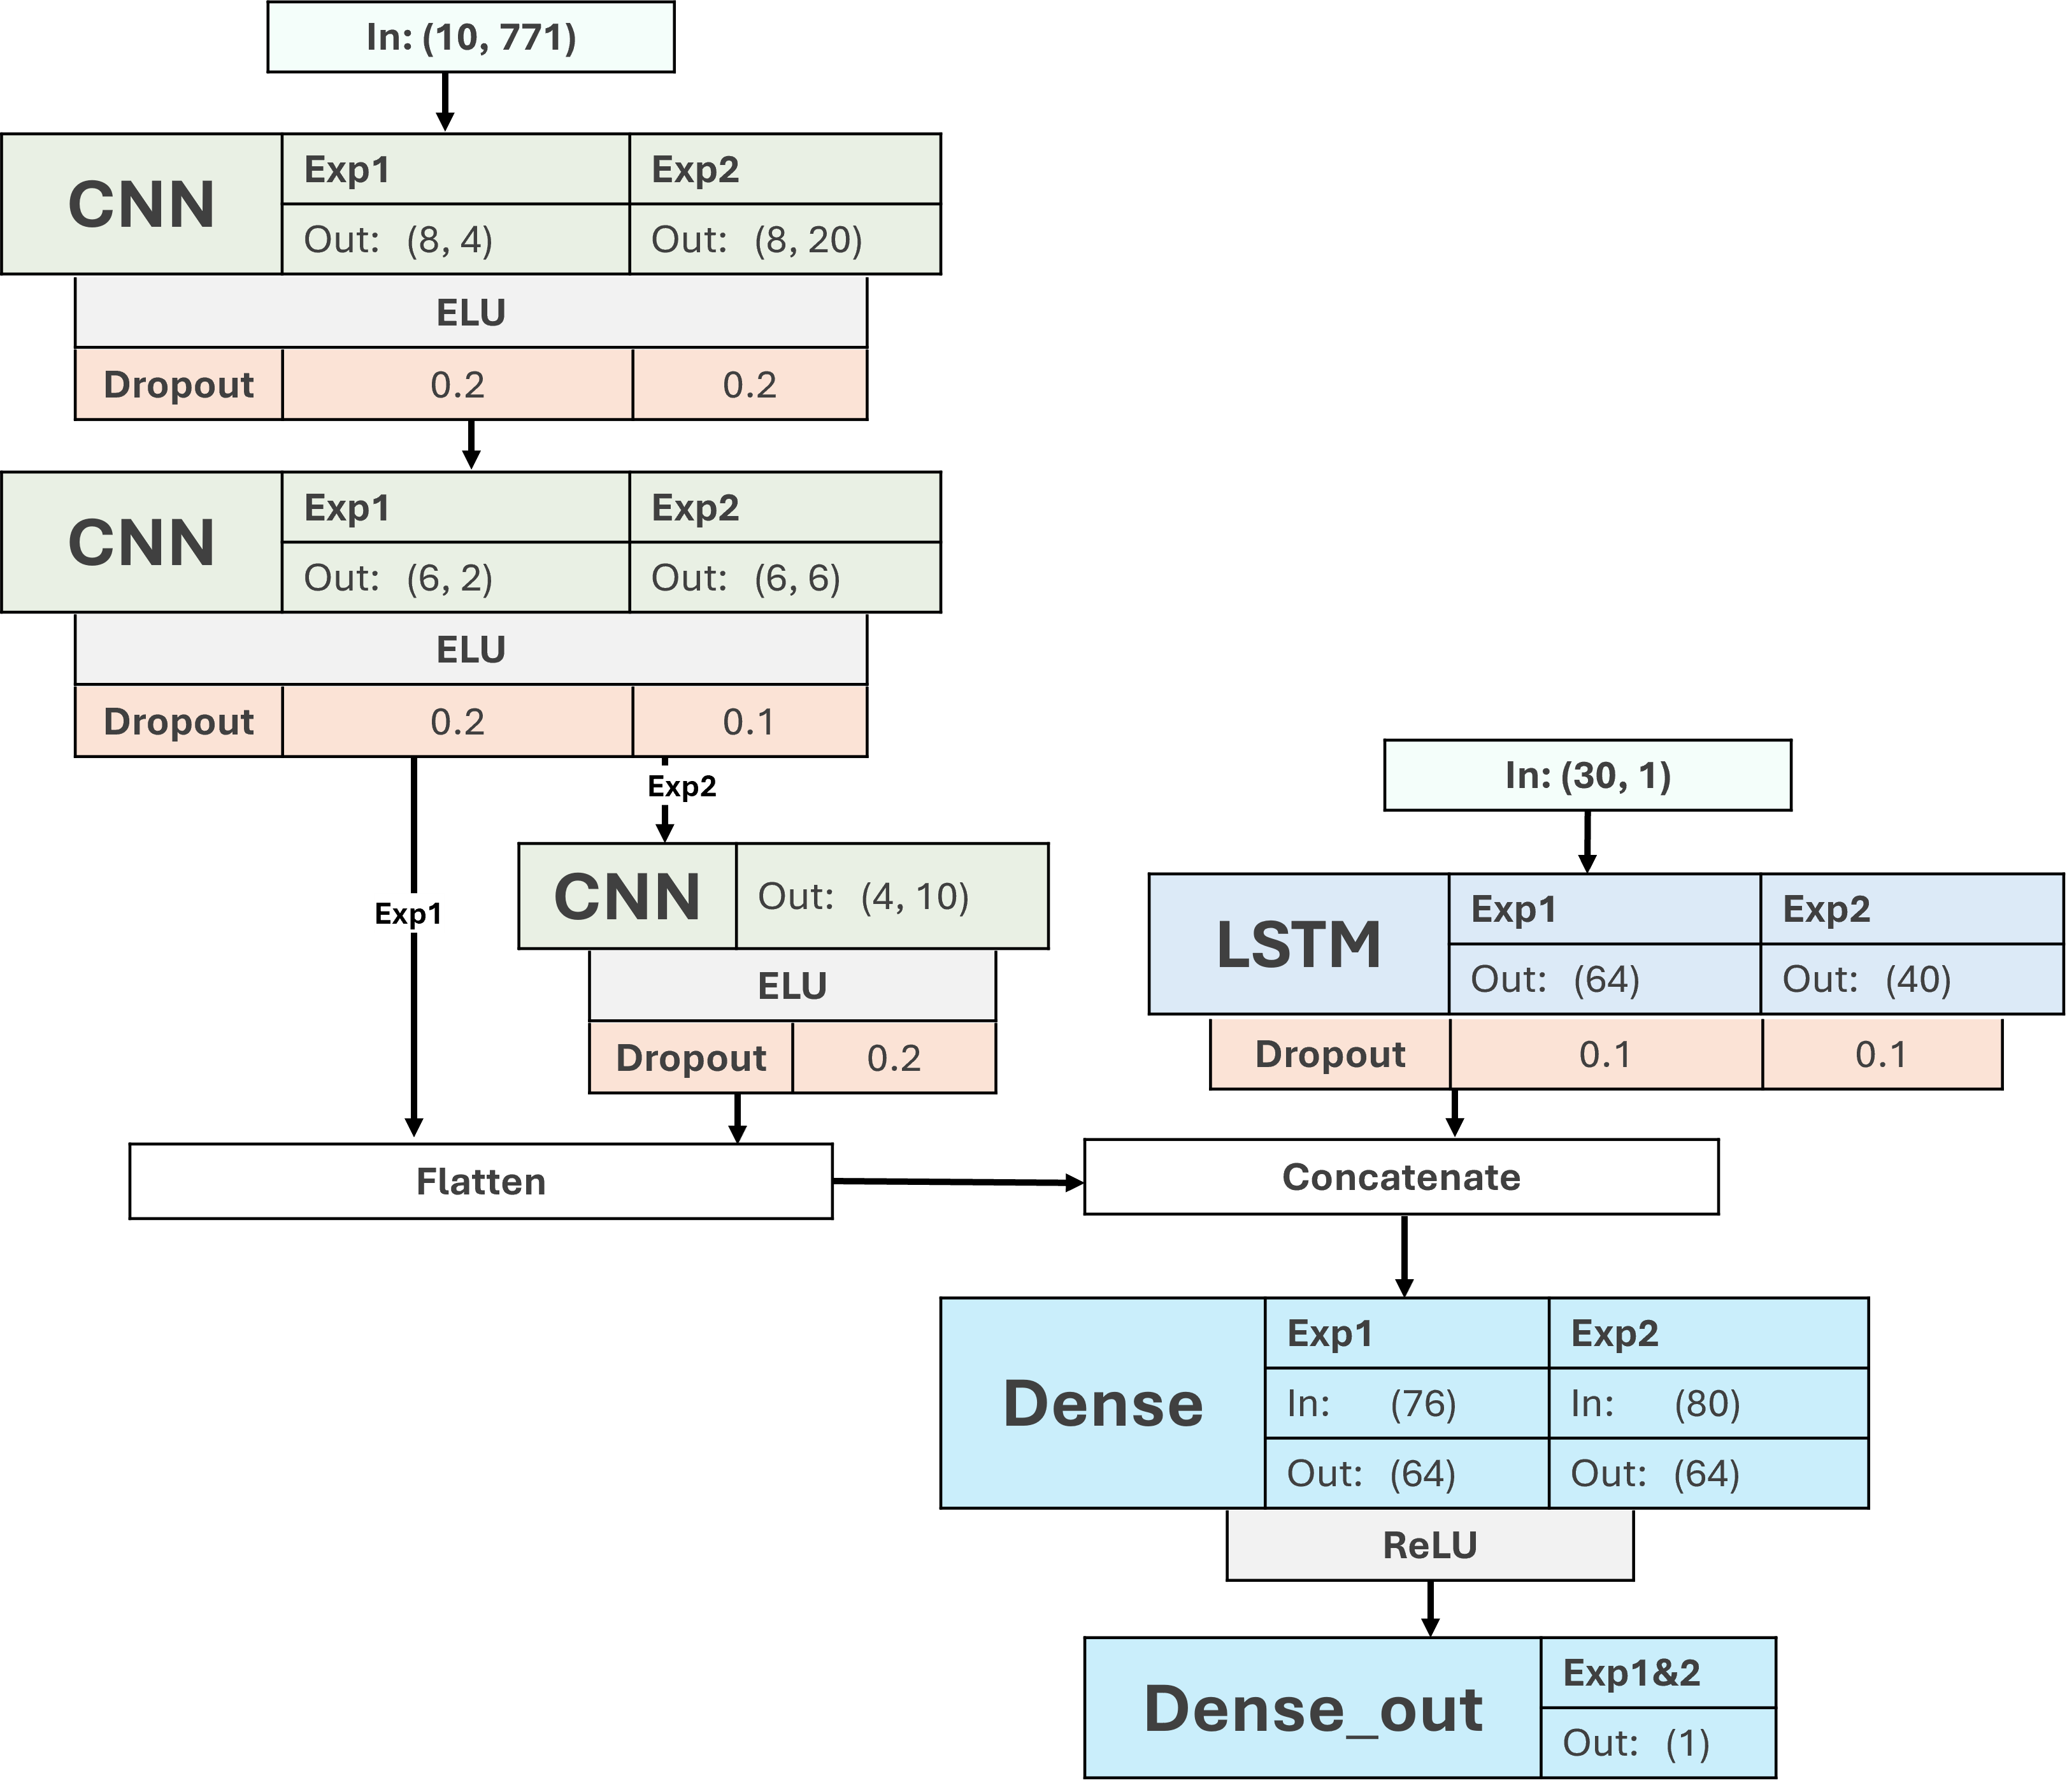 In: (10, 771)
CNN
Exp1
Exp2
Out: (8, 4)
Out: (8, 20)
ELU
Dropout
0.2
0.2
CNN
Exp1
Exp2
Out: (6, 2)
Out: (6, 6)
ELU
Dropout
0.2
0.1
Exp1
Exp2
CNN
Out: (4, 10)
ELU
Dropout
0.2
In: (30, 1)
LSTM
Exp1
Exp2
Out: (64)
Out: (40)
Dropout
0.1
0.1
Flatten
Concatenate
Dense
Exp1
Exp2
In: (76)
In: (80)
Out: (64)
Out: (64)
ReLU
Dense_out
Exp1&2
Out: (1)